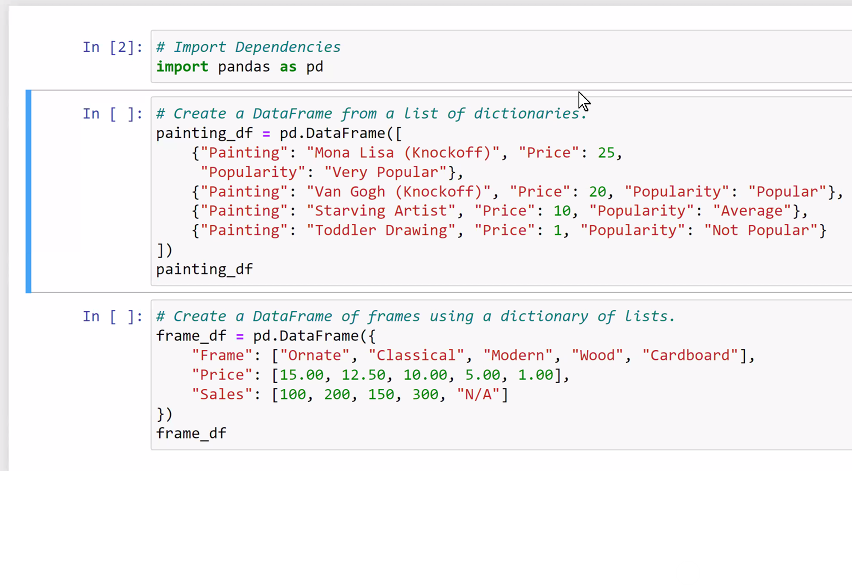 In [2]: # Import Dependencies
import pandas as pd
In [ ]: # Create a DataFrame from a list of dictionaries.
painting_df = pd.DataFrame([
    {"Painting": "Mona Lisa (Knockoff)", "Price": 25,
     "Popularity": "Very Popular"},
    {"Painting": "Van Gogh (Knockoff)", "Price": 20, "Popularity": "Popular"},
    {"Painting": "Starving Artist", "Price": 10, "Popularity": "Average"},
    {"Painting": "Toddler Drawing", "Price": 1, "Popularity": "Not Popular"}
])
painting_df
In [ ]: # Create a DataFrame of frames using a dictionary of lists.
frame_df = pd.DataFrame({
    "Frame": ["Ornate", "Classical", "Modern", "Wood", "Cardboard"],
    "Price": [15.00, 12.50, 10.00, 5.00, 1.00],
    "Sales": [100, 200, 150, 300, "N/A"]
})
frame_df